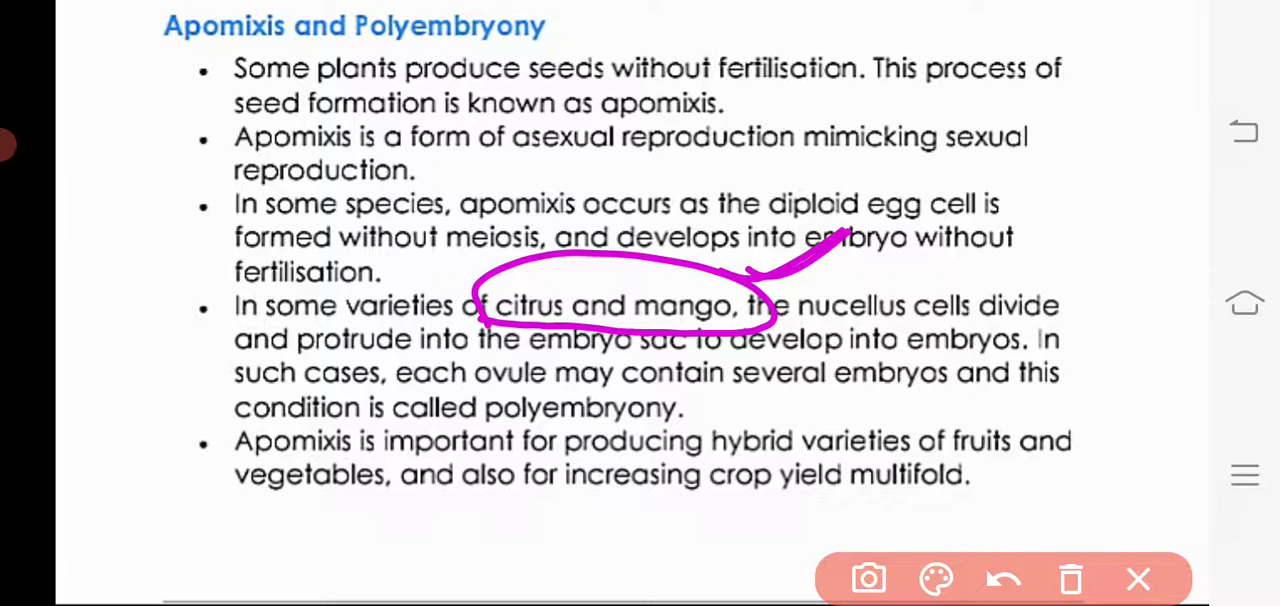 Apomixis and Polyembryony
• Some plants produce seeds without fertilisation. This process of
seed formation is known as apomixis.
• Apomixis is a form of asexual reproduction mimicking sexual
reproduction.
• In some species, apomixis occurs as the diploid egg cell is
formed without meiosis, and develops into embryo without
fertilisation.
• In some varieties of citrus and mango, the nucellus cells divide
and protrude into the embryo sac to develop into embryos. In
such cases, each ovule may contain several embryos and this
condition is called polyembryony.
• Apomixis is important for producing hybrid varieties of fruits and
vegetables, and also for increasing crop yield multifold.